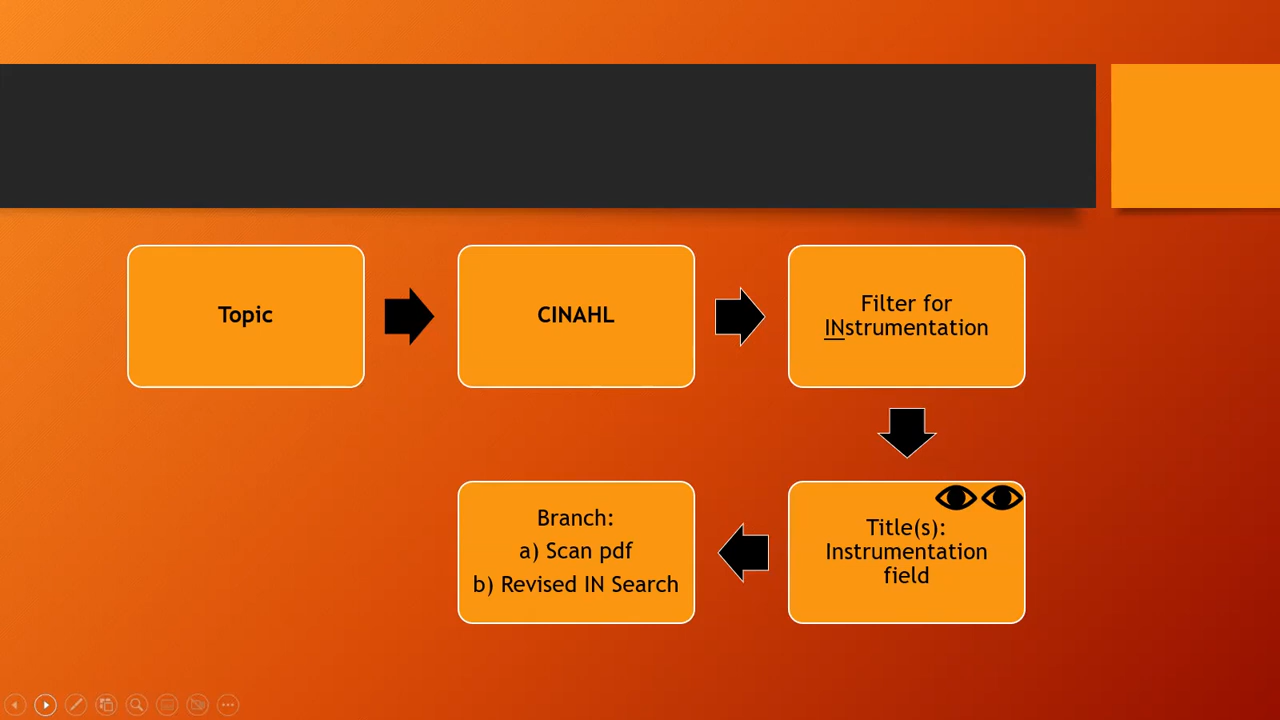 Topic
CINAHL
Filter for
INstrumentation
Title(s):
Instrumentation
field
Branch:
a) Scan pdf
b) Revised IN Search